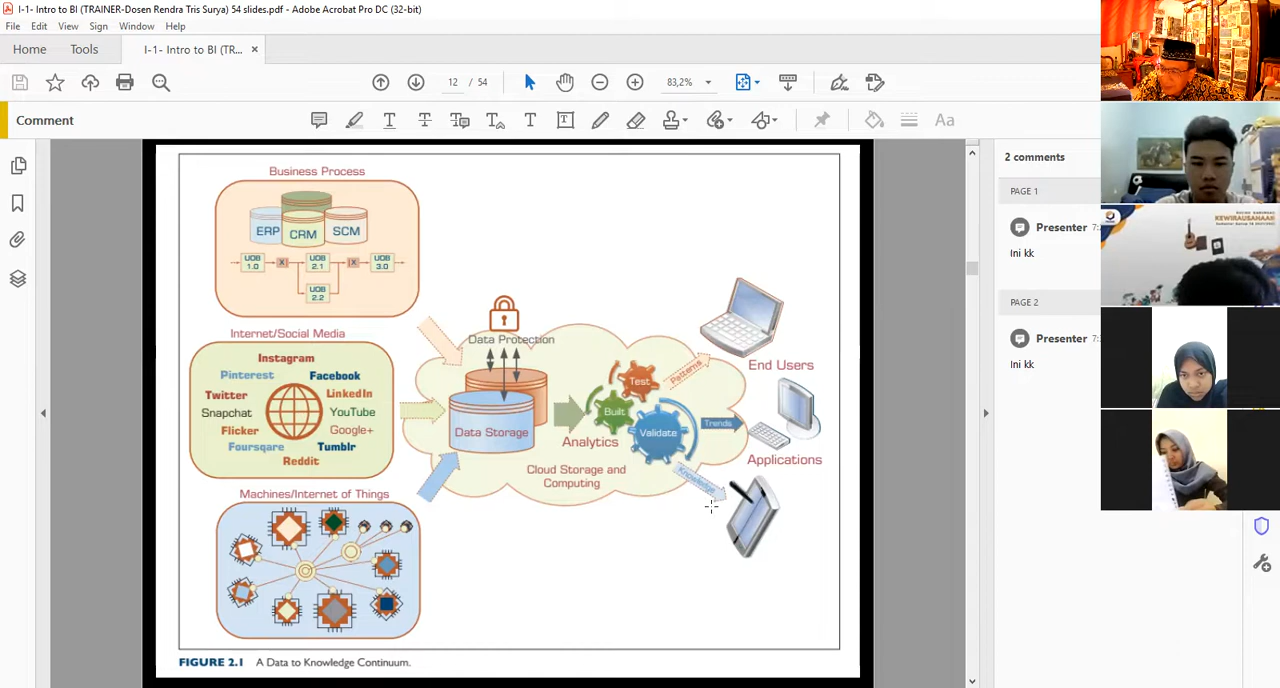 I-1- Intro to BI (TRAINER-Dosen Rendra Tris Surya) 54 slides.pdf - Adobe Acrobat Pro DC (32-bit)
File Edit View Sign Window Help
Home Tools I-1- Intro to BI (TR... ×
12 / 54 83,2%
Comment
Aa
Business Process
ERP CRM SCM
UOB 1.0 X UOB 2.1 X UOB 3.0
UOB 2.2
Internet/Social Media
Instagram
Pinterest Facebook
Twitter LinkedIn
Snapchat YouTube
Flicker Google+
Foursqare Tumblr
Reddit
Machines/Internet of Things
Data Protection
Data Storage
Analytics
Test
Built
Validate
Cloud Storage and
Computing
Patterns
Trends
Knowledge
End Users
Applications
FIGURE 2.1 A Data to Knowledge Continuum.
2 comments
PAGE 1
Presenter 7:
Ini kk
PAGE 2
Presenter 7:
Ini kk
KEWIRAUSAHAAN